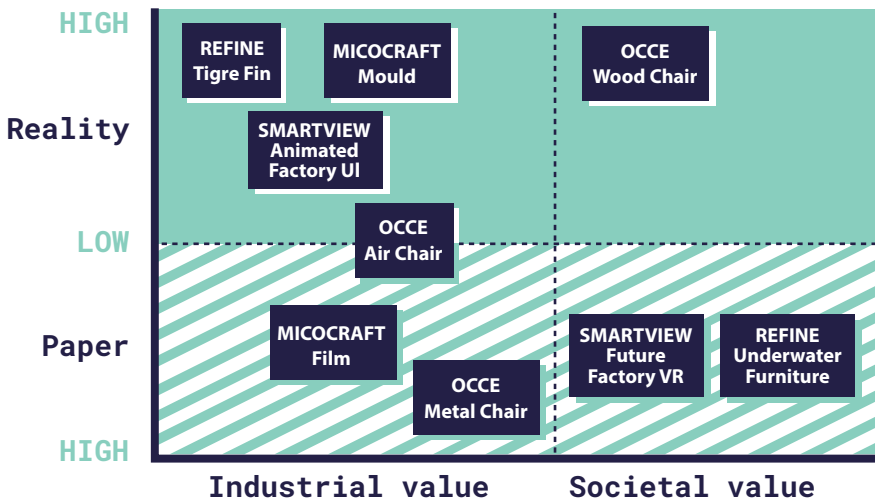 HIGH
REFINE
Tigre Fin
MICOCRAFT
Mould
OCCE
Wood Chair
Reality
SMARTVIEW
Animated
Factory UI
LOW
OCCE
Air Chair
Paper
MICOCRAFT
Film
SMARTVIEW
Future
Factory VR
REFINE
Underwater
Furniture
OCCE
Metal Chair
HIGH
Industrial value
Societal value